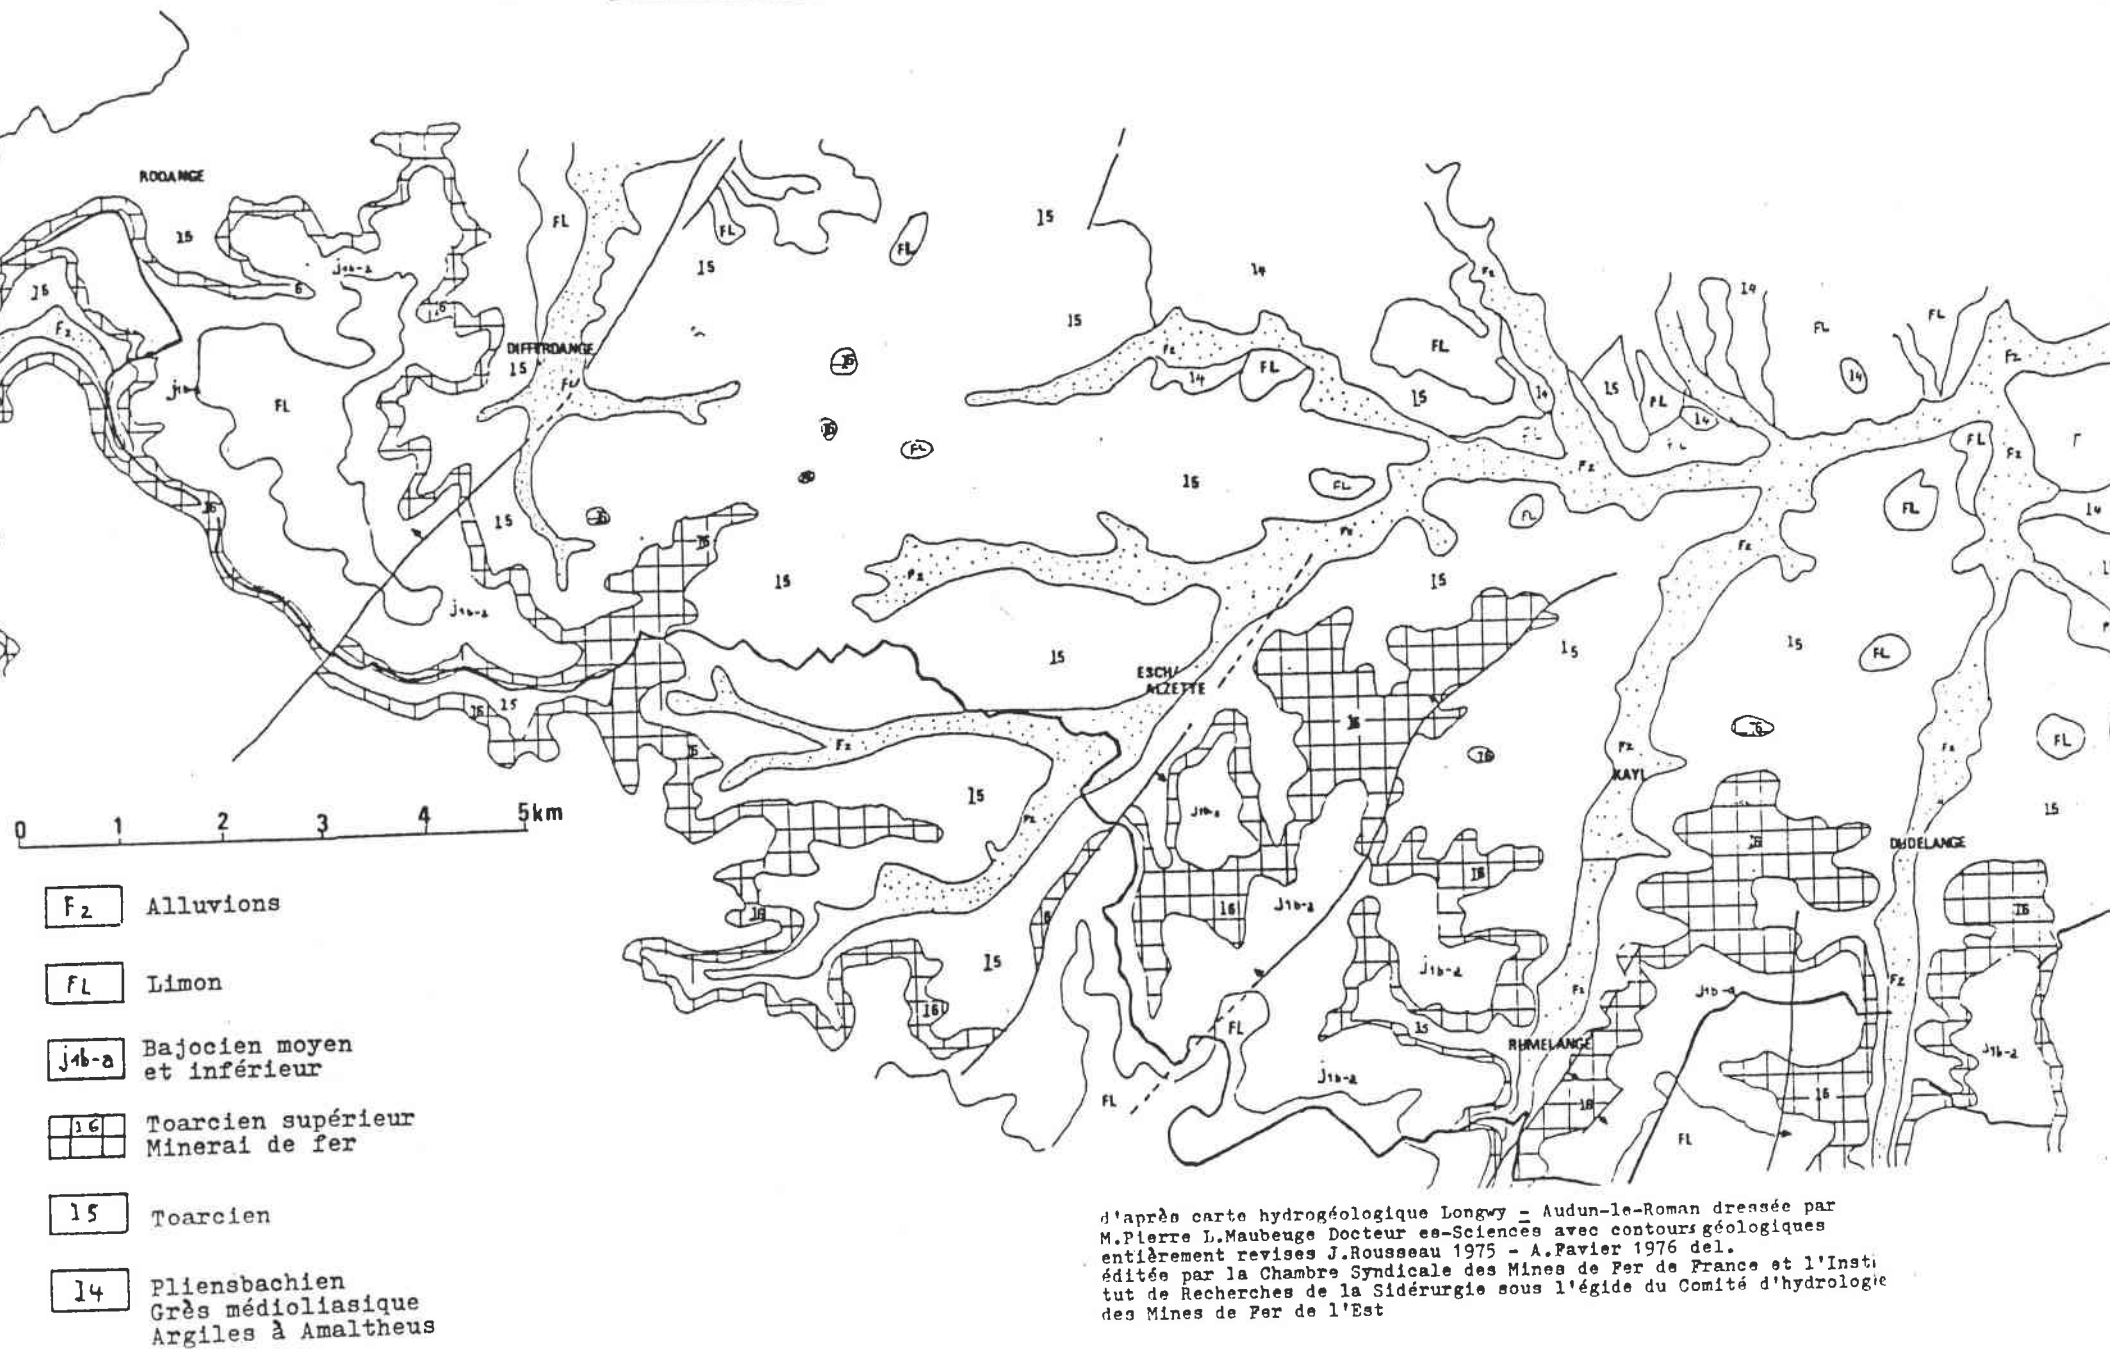 RODANGE
DIFFERDANGE
ESCH/
ALZETTE
KAYL
DUDELANGE
RUMELANGE
0 1 2 3 4 5km
F2 Alluvions
FL Limon
j1b-a Bajocien moyen
et inférieur
l6 Toarcien supérieur
Minerai de fer
l5 Toarcien
l4 Pliensbachien
Grès médioliasique
Argiles à Amaltheus
d'après carte hydrogéologique Longwy - Audun-le-Roman dressée par
M.Pierre L.Maubeuge Docteur es-Sciences avec contours géologiques
entièrement revises J.Rousseau 1975 - A.Favier 1976 del.
éditée par la Chambre Syndicale des Mines de Fer de France et l'Insti
tut de Recherches de la Sidérurgie sous l'égide du Comité d'hydrologie
des Mines de Fer de l'Est